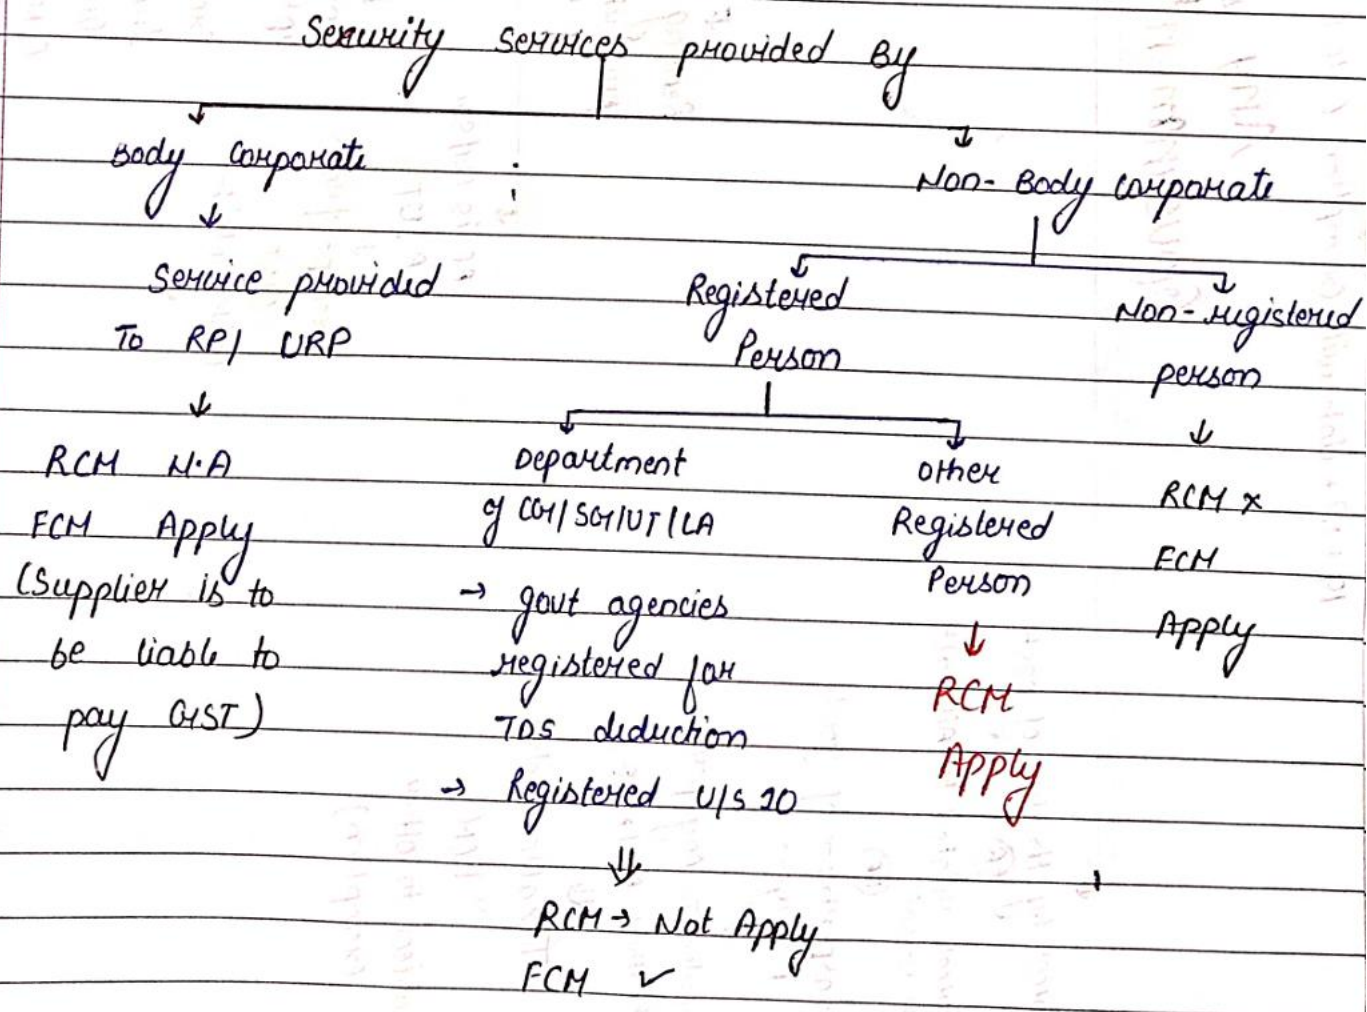 Security services provided By
Body Corporate
Non-Body corporate
Service provided
To RP/ URP
RCM N.A
FCM Apply
(Supplier is to
be liable to
pay GST)
Registered
Person
Department
of CG/SG/UT/LA
→ govt agencies
registered for
TDS deduction
→ Registered U/S 10
RCM → Not Apply
FCM ✓
other
Registered
Person
RCM
Apply
Non-registered
person
RCM x
FCM
Apply